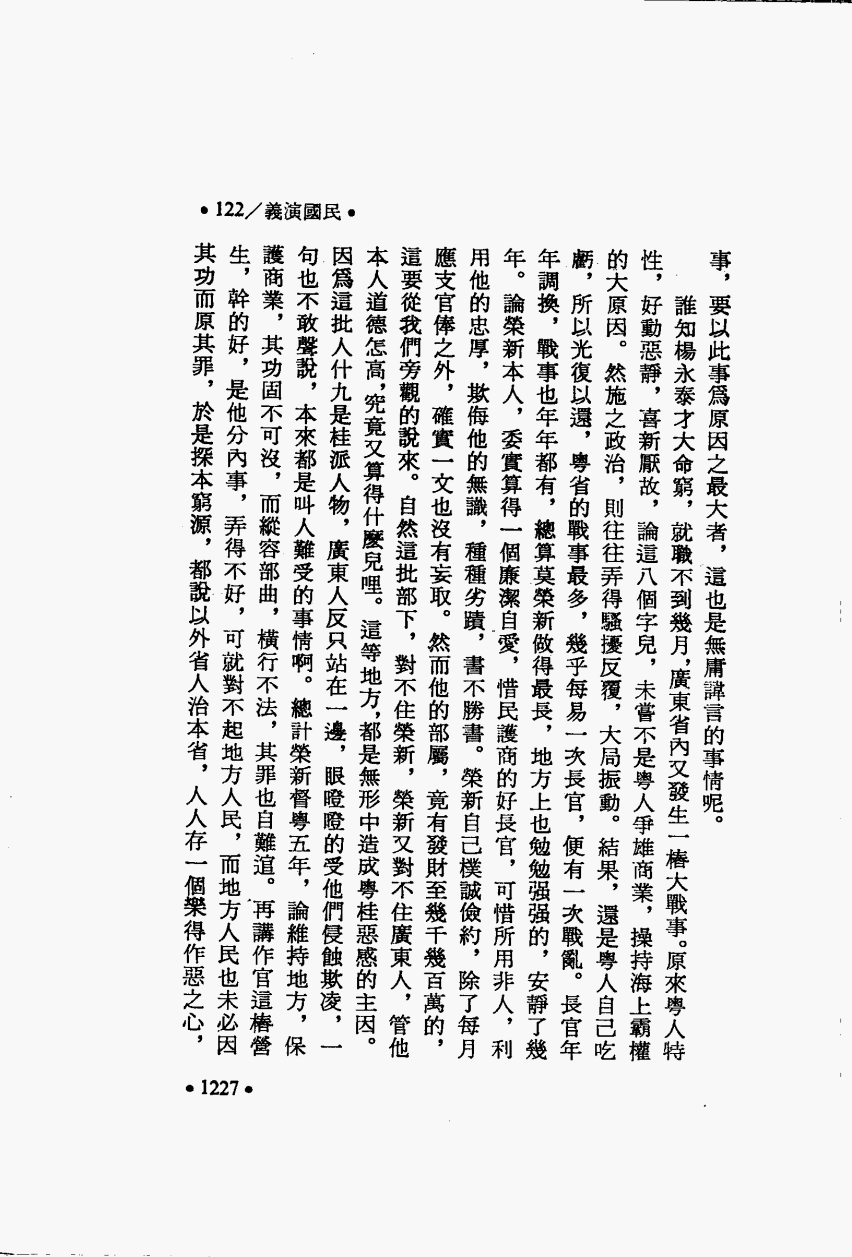 •122／義演國民•
事，要以此事爲原因之最大者，這也是無庸諱言的事情呢。
誰知楊永泰才大命窮，就職不到幾月，廣東省內又發生一樁大戰事。原來粤人特
性，好動惡靜，喜新厭故，論這八個字兒，未嘗不是粤人爭雄商業，操持海上霸權
的大原因。然施之政治，則往往弄得騷擾反覆，大局振動。結果，還是粤人自己吃
虧，所以光復以還，粤省的戰事最多，幾乎每易一次長官，便有一次戰亂。長官年
年調換，戰事也年年都有，總算莫榮新做得最長，地方上也勉勉强强的，安靜了幾
年。論榮新本人，委實算得一個廉潔自愛，惜民護商的好長官，可惜所用非人，利
用他的忠厚，欺侮他的無識，種種劣蹟，書不勝書。榮新自己樸誠儉約，除了每月
應支官俸之外，確實一文也沒有妄取。然而他的部屬，竟有發財至幾千幾百萬的，
這要從我們旁觀的說來。自然這批部下，對不住榮新，榮新又對不住廣東人，管他
本人道德怎高，究竟又算得什麼兒哩。這等地方，都是無形中造成粤桂惡感的主因。
因爲這批人什九是桂派人物，廣東人反只站在一邊，眼瞪瞪的受他們侵蝕欺凌，一
句也不敢聲說，本來都是叫人難受的事情啊。總計榮新督粤五年，論維持地方，保
護商業，其功固不可沒，而縱容部曲，橫行不法，其罪也自難逭。再講作官這樁營
生，幹的好，是他分內事，弄得不好，可就對不起地方人民，而地方人民也未必因
其功而原其罪，於是探本窮源，都說以外省人治本省，人人存一個樂得作惡之心，
•1227•